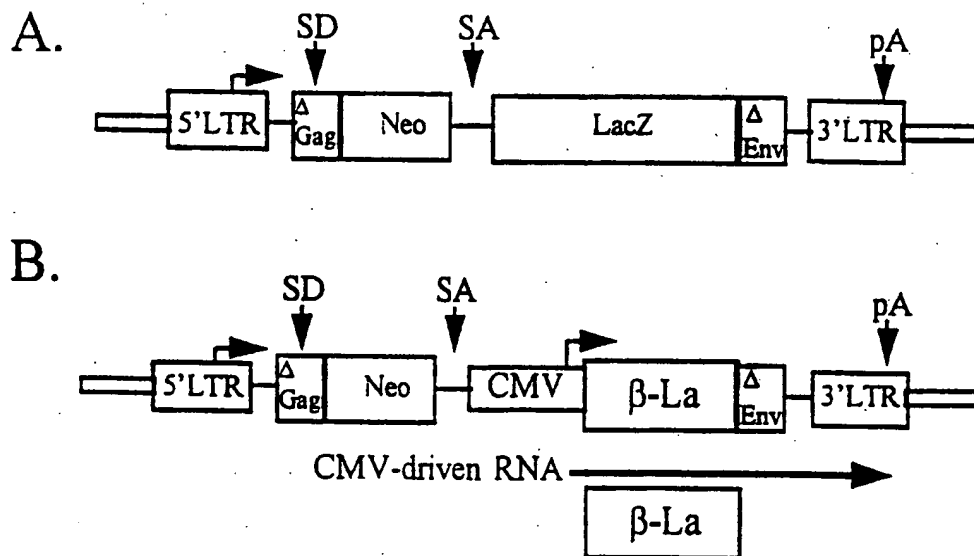 A.
SD SA pA
5'LTR Δ Gag Neo LacZ Δ Env 3'LTR
B.
SD SA pA
5'LTR Δ Gag Neo CMV β-La Δ Env 3'LTR
CMV-driven RNA
β-La